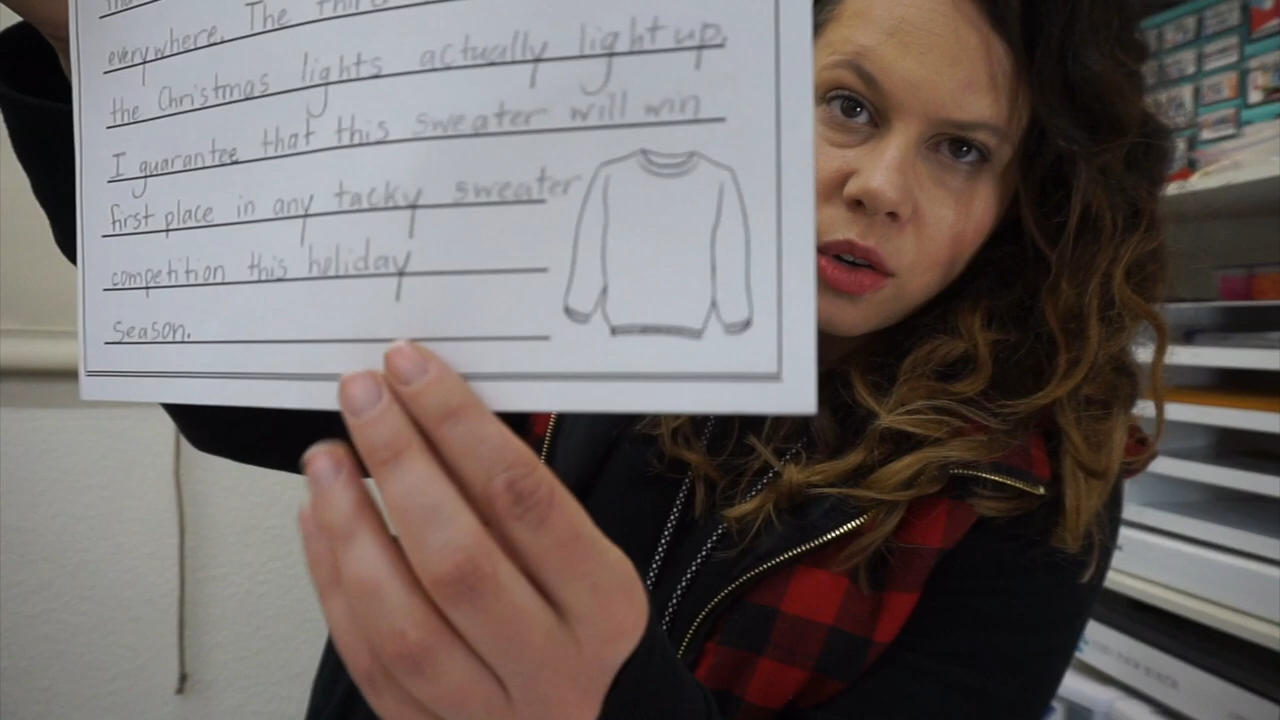 everywhere. The third
the Christmas lights actually light up.
I guarantee that this sweater will win
first place in any tacky sweater
competition this holiday
season.